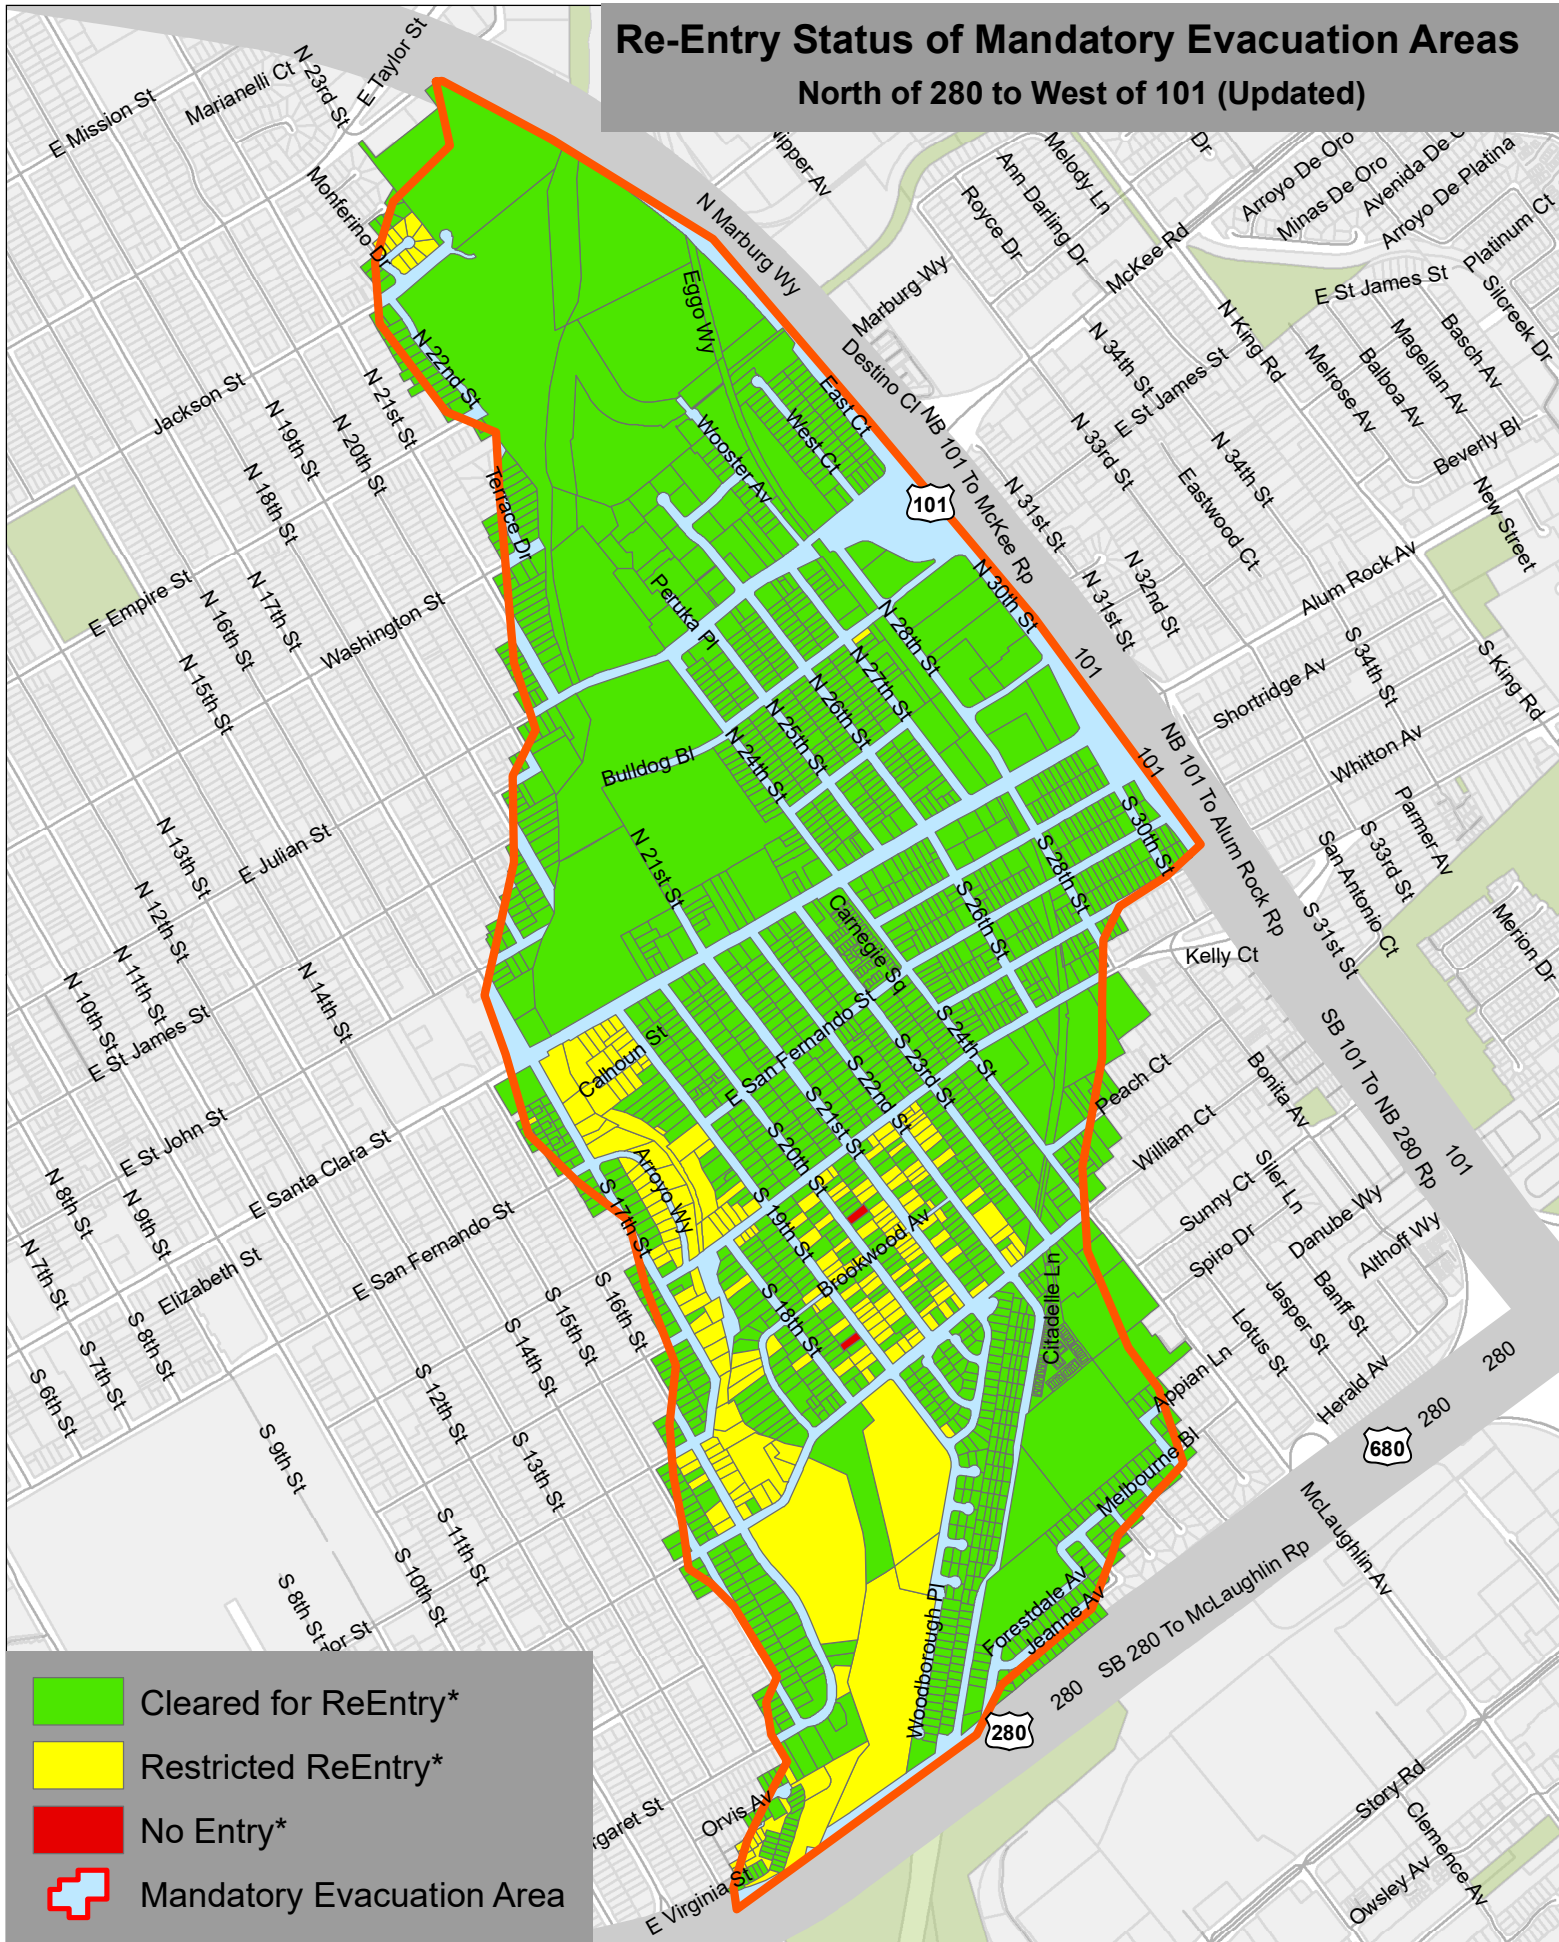 Re-Entry Status of Mandatory Evacuation Areas
North of 280 to West of 101 (Updated)
E Taylor St
N 23rd St
Marianelli Ct
E Mission St
Monferino Dr
N Marburg Wy
Melody Ln
Ann Darling Dr
Royce Dr
Dr
Arroyo De Oro
Minas De Oro
Arroyo De Platina
Platinum Ct
McKee Rd
Marburg Wy
E St James St
Silcreek Dr
Eggo Wy
N 22nd St
N 21st St
Jackson St
N 19th St
N 20th St
N 18th St
Destino Cl
East Ct
West Ct
Wooster Av
N King Rd
N 34th St
E St James St
Melrose Av
Balboa Av
Magellan Av
Basch Av
Beverly Bl
N 33rd St
N 34th St
Eastwood Ct
New Street
NB 101 To McKee Rp
101
N 31st St
N 31st St
N 32nd St
Alum Rock Av
Terrace Dr
E Empire St
N 17th St
N 16th St
N 15th St
Washington St
Peruka Pl
N 30th St
N 28th St
N 27th St
N 26th St
N 25th St
N 24th St
101
101
Shortridge Av
S 34th St
S King Rd
Whitton Av
Bulldog Bl
NB 101 To Alum Rock Rp
Parmer Av
S 33rd St
San Antonio Ct
S 31st St
Merion Dr
E Julian St
N 13th St
N 12th St
N 11th St
N 10th St
N 14th St
E St James St
N 21st St
S 30th St
S 28th St
S 26th St
Carnegie Sq
Kelly Ct
SB 101 To NB 280 Rp
101
E San Fernando St
S 24th St
S 23rd St
S 22nd St
S 21st St
S 20th St
S 19th St
S 18th St
S 17th St
Calhoun St
Arroyo Wy
Brookwood Av
Peach Ct
William Ct
Bonita Av
Siler Ln
Sunny Ct
Spiro Dr
Danube Wy
Althoff Wy
Banff St
Jasper St
Lotus St
Herald Av
Appian Ln
Melbourne Bl
Citadelle Ln
E St John St
E Santa Clara St
N 8th St
N 9th St
N 7th St
Elizabeth St
E San Fernando St
S 8th St
S 7th St
S 6th St
S 16th St
S 15th St
S 14th St
S 12th St
S 13th St
S 9th St
S 11th St
S 10th St
S 8th St
or St
280
280
680
McLaughlin Av
SB 280 To McLaughlin Rp
280
280
Forestdale Av
Jeanne Av
Woodborough Pl
Orvis Av
rgaret St
E Virginia St
Story Rd
Clemence Av
Owsley Av
Cleared for ReEntry*
Restricted ReEntry*
No Entry*
Mandatory Evacuation Area